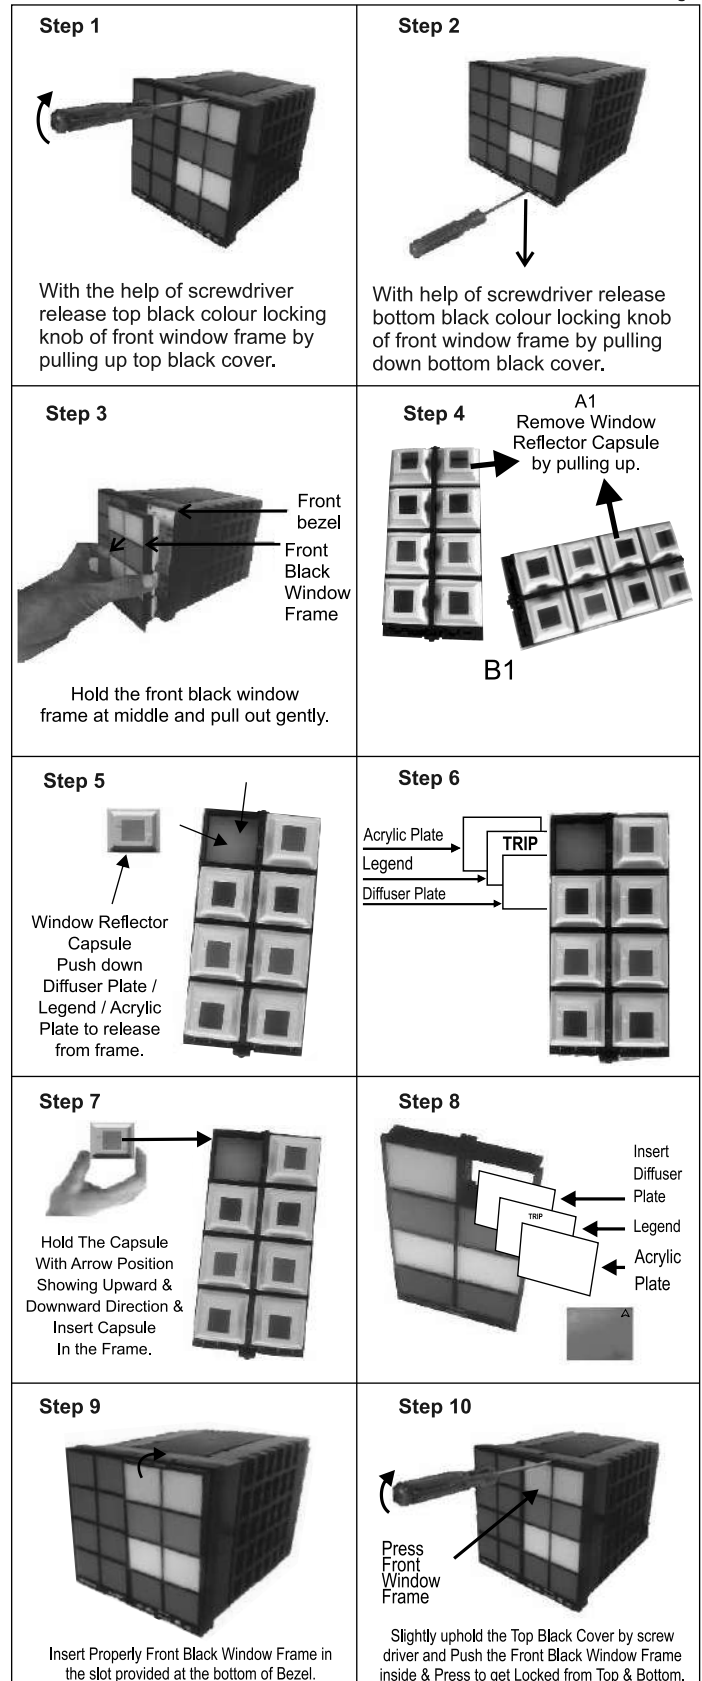 Step 1
With the help of screwdriver
release top black colour locking
knob of front window frame by
pulling up top black cover.
Step 2
With help of screwdriver release
bottom black colour locking knob
of front window frame by pulling
down bottom black cover.
Step 3
Front
bezel
Front
Black
Window
Frame
Hold the front black window
frame at middle and pull out gently.
Step 4
A1
Remove Window
Reflector Capsule
by pulling up.
B1
Step 5
Window Reflector
Capsule
Push down
Diffuser Plate /
Legend / Acrylic
Plate to release
from frame.
Step 6
Acrylic Plate
Legend
Diffuser Plate
TRIP
Step 7
Hold The Capsule
With Arrow Position
Showing Upward &
Downward Direction &
Insert Capsule
In the Frame.
Step 8
Insert
Diffuser
Plate
Legend
Acrylic
Plate
TRIP
Step 9
Insert Properly Front Black Window Frame in
the slot provided at the bottom of Bezel.
Step 10
Press
Front
Window
Frame
Slightly uphold the Top Black Cover by screw
driver and Push the Front Black Window Frame
inside & Press to get Locked from Top & Bottom.